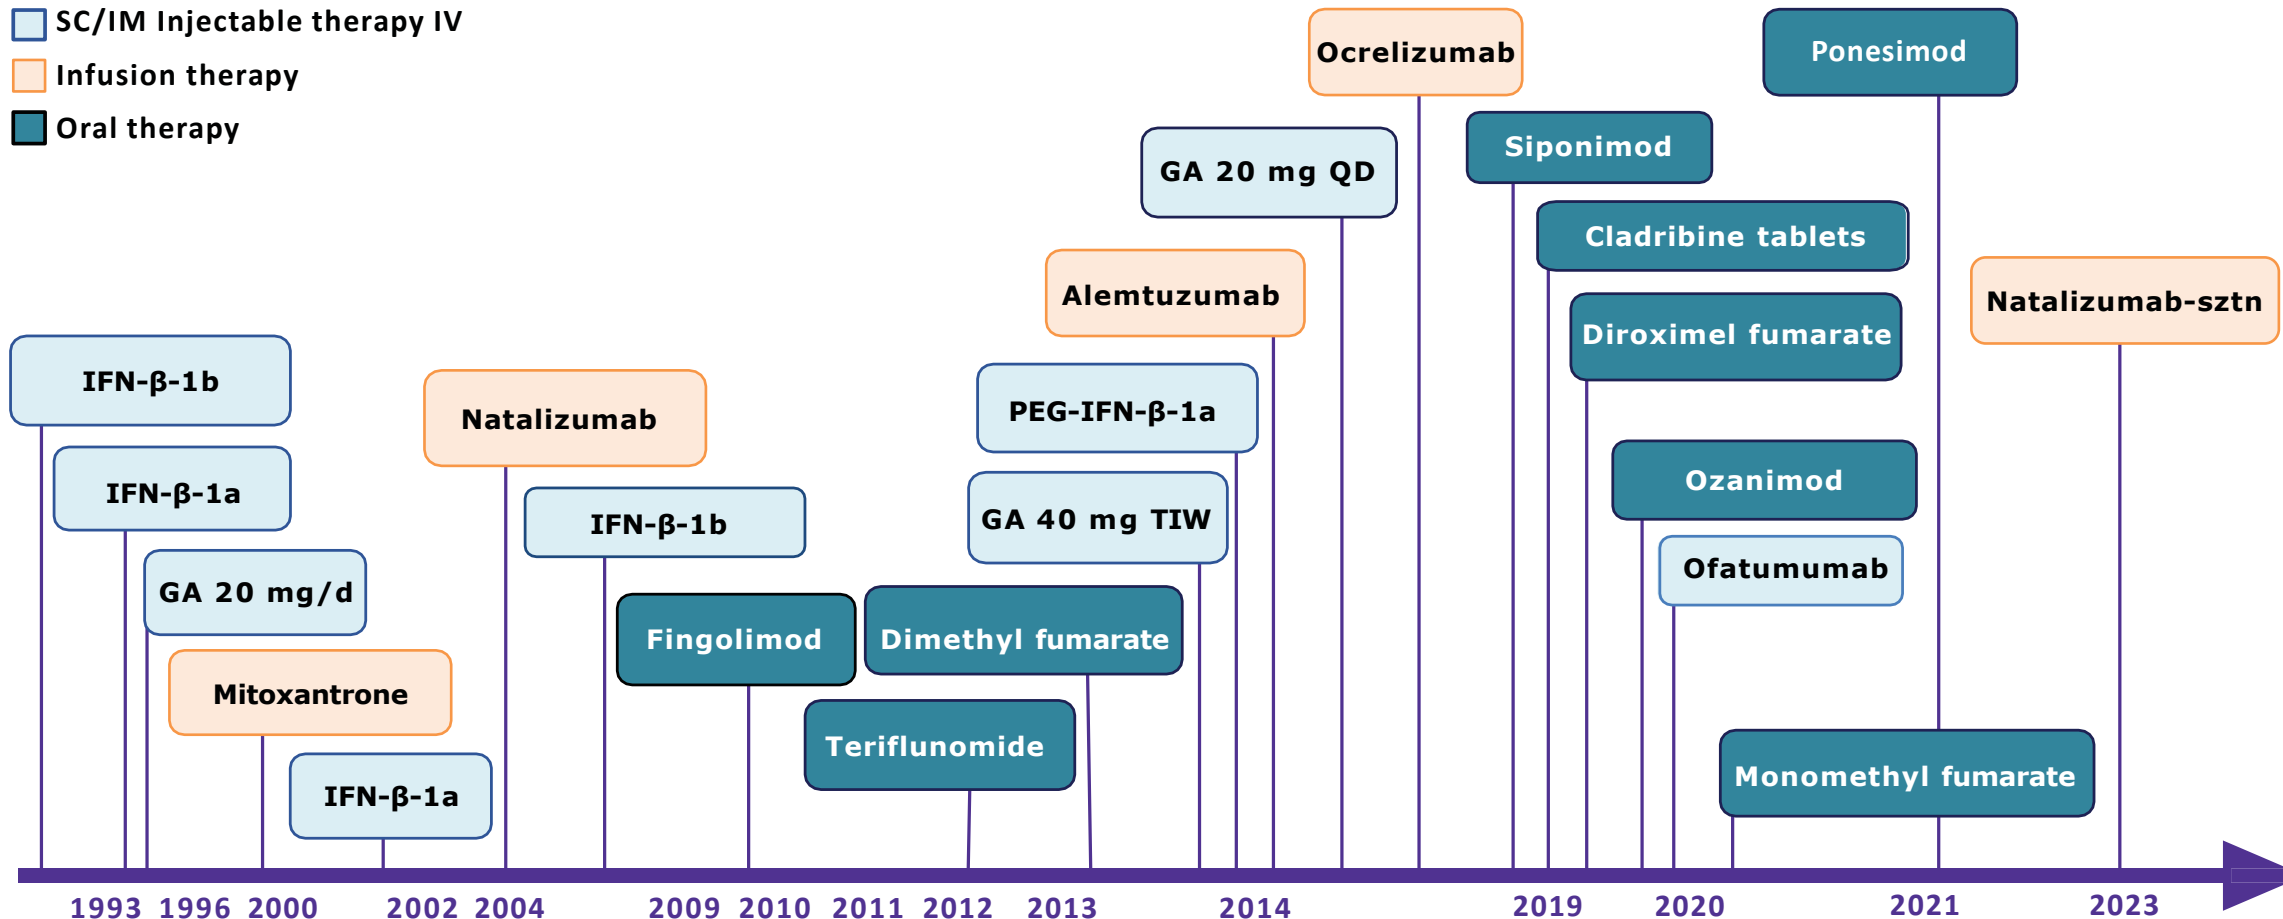 SC/IM Injectable therapy IV
Infusion therapy
Oral therapy
Ocrelizumab
Ponesimod
GA 20 mg QD
Siponimod
Cladribine tablets
Alemtuzumab
Natalizumab-sztn
Diroximel fumarate
IFN-β-1b
Natalizumab
PEG-IFN-β-1a
IFN-β-1a
IFN-β-1b
GA 40 mg TIW
Ozanimod
Ofatumumab
GA 20 mg/d
Fingolimod
Dimethyl fumarate
Mitoxantrone
Teriflunomide
Monomethyl fumarate
IFN-β-1a
1993 1996 2000 2002 2004 2009 2010 2011 2012 2013 2014 2019 2020 2021 2023